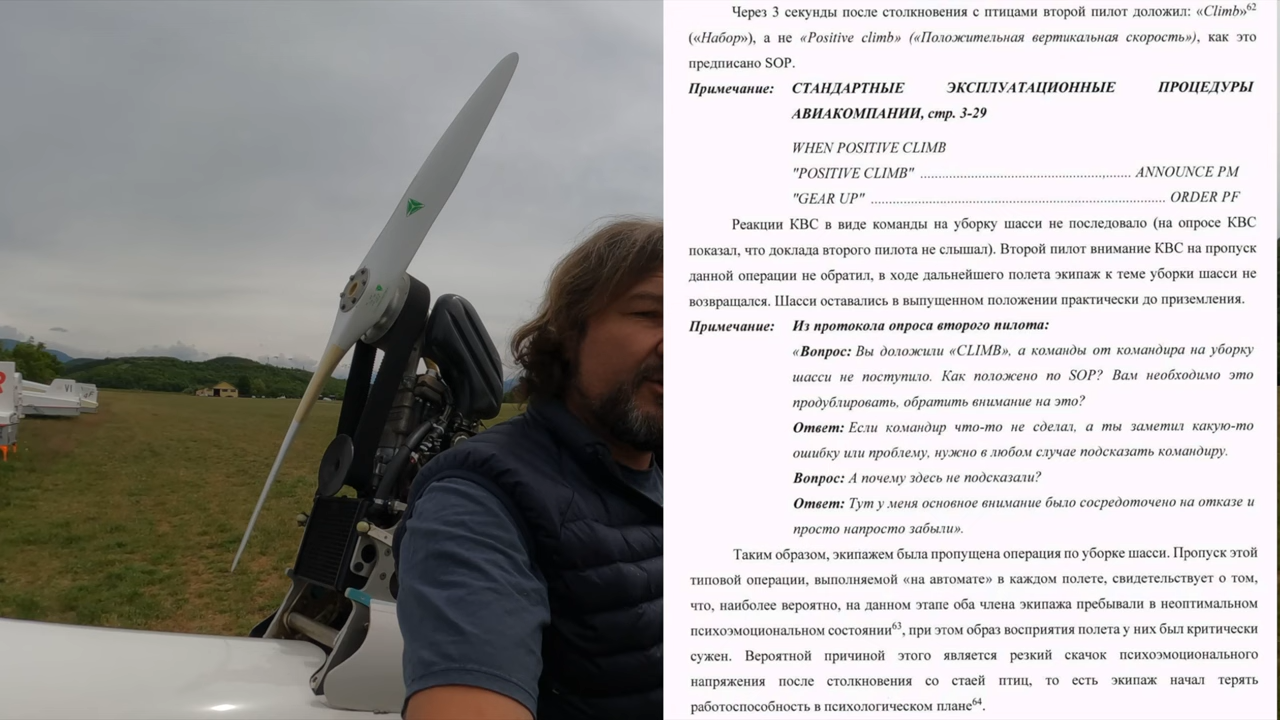 Через 3 секунды после столкновения с птицами второй пилот доложил: «Climb»⁶²
(«Набор»), а не «Positive climb» («Положительная вертикальная скорость»), как это
предписано SOP.
Примечание: СТАНДАРТНЫЕ ЭКСПЛУАТАЦИОННЫЕ ПРОЦЕДУРЫ
АВИАКОМПАНИИ, стр. 3-29
WHEN POSITIVE CLIMB
"POSITIVE CLIMB" ........................................................ ANNOUNCE PM
"GEAR UP" ........................................................................ ORDER PF
Реакции КВС в виде команды на уборку шасси не последовало (на опросе КВС
показал, что доклада второго пилота не слышал). Второй пилот внимание КВС на пропуск
данной операции не обратил, в ходе дальнейшего полета экипаж к теме уборки шасси не
возвращался. Шасси оставались в выпущенном положении практически до приземления.
Примечание: Из протокола опроса второго пилота:
«Вопрос: Вы доложили «CLIMB», а команды от командира на уборку
шасси не поступило. Как положено по SOP? Вам необходимо это
продублировать, обратить внимание на это?
Ответ: Если командир что-то не сделал, а ты заметил какую-то
ошибку или проблему, нужно в любом случае подсказать командиру.
Вопрос: А почему здесь не подсказали?
Ответ: Тут у меня основное внимание было сосредоточено на отказе и
просто напросто забыли».
Таким образом, экипажем была пропущена операция по уборке шасси. Пропуск этой
типовой операции, выполняемой «на автомате» в каждом полете, свидетельствует о том,
что, наиболее вероятно, на данном этапе оба члена экипажа пребывали в неоптимальном
психоэмоциональном состоянии⁶³, при этом образ восприятия полета у них был критически
сужен. Вероятной причиной этого является резкий скачок психоэмоционального
напряжения после столкновения со стаей птиц, то есть экипаж начал терять
работоспособность в психологическом плане⁶⁴.